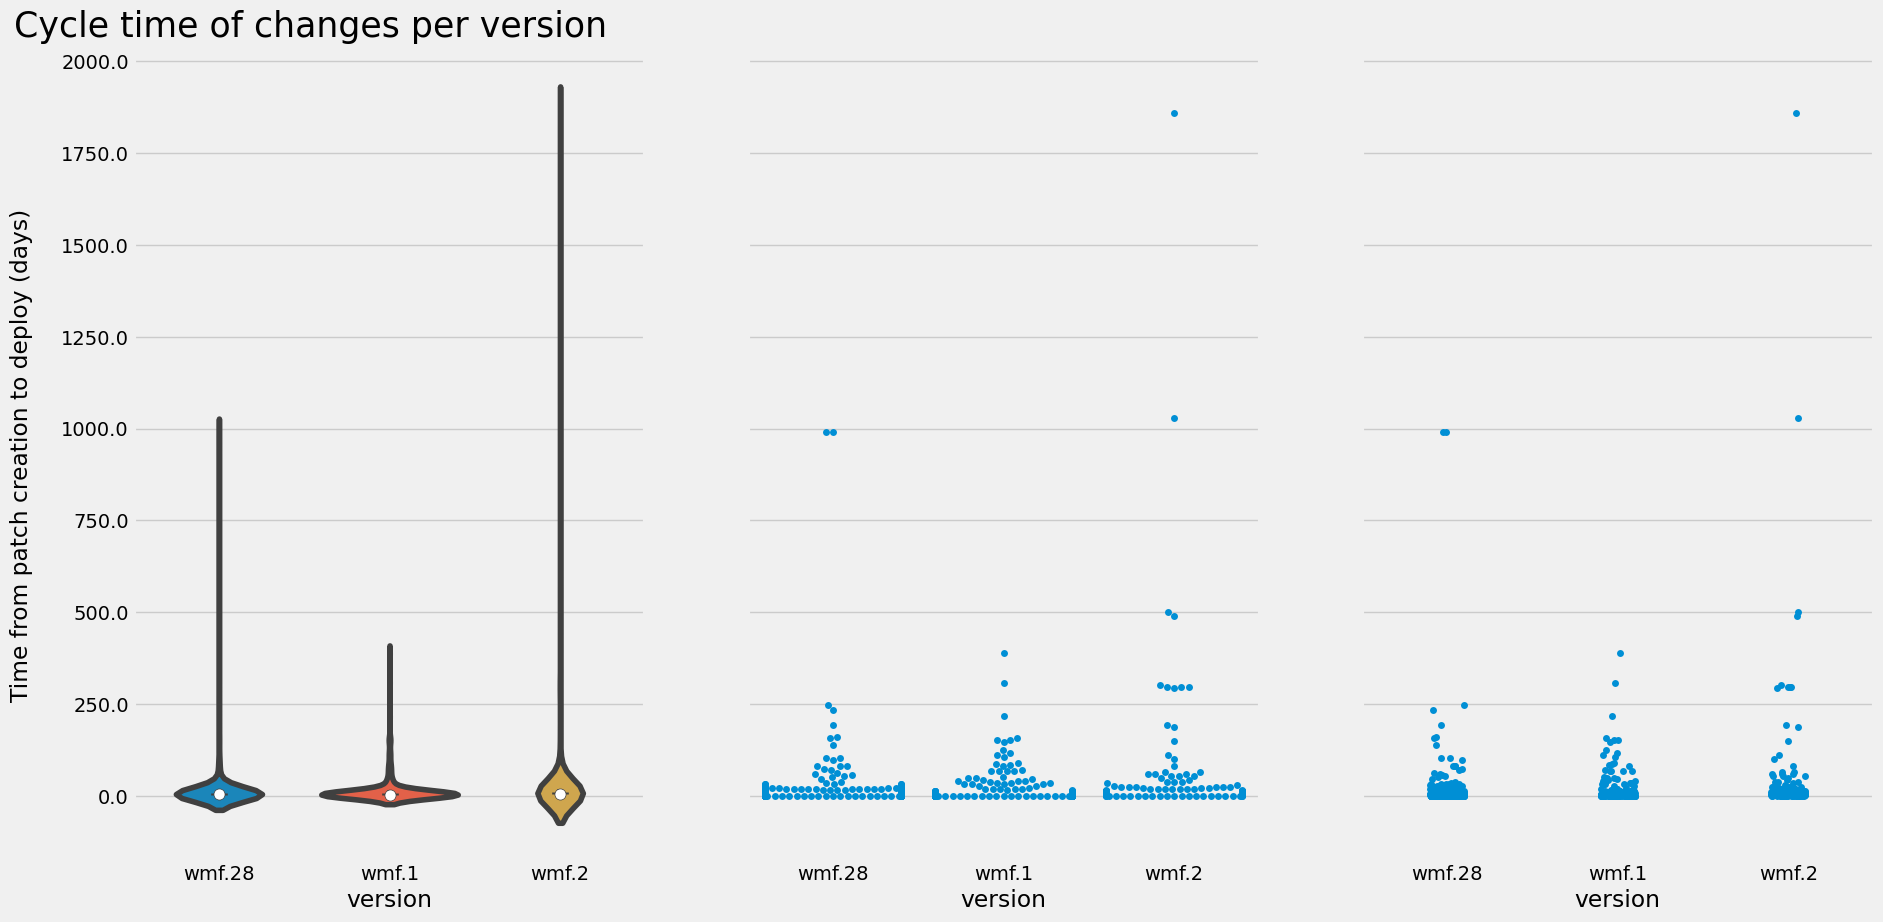 Cycle time of changes per version
Time from patch creation to deploy (days)
2000.0
1750.0
1500.0
1250.0
1000.0
750.0
500.0
250.0
0.0
wmf.28 wmf.1 wmf.2
version
wmf.28 wmf.1 wmf.2
version
wmf.28 wmf.1 wmf.2
version